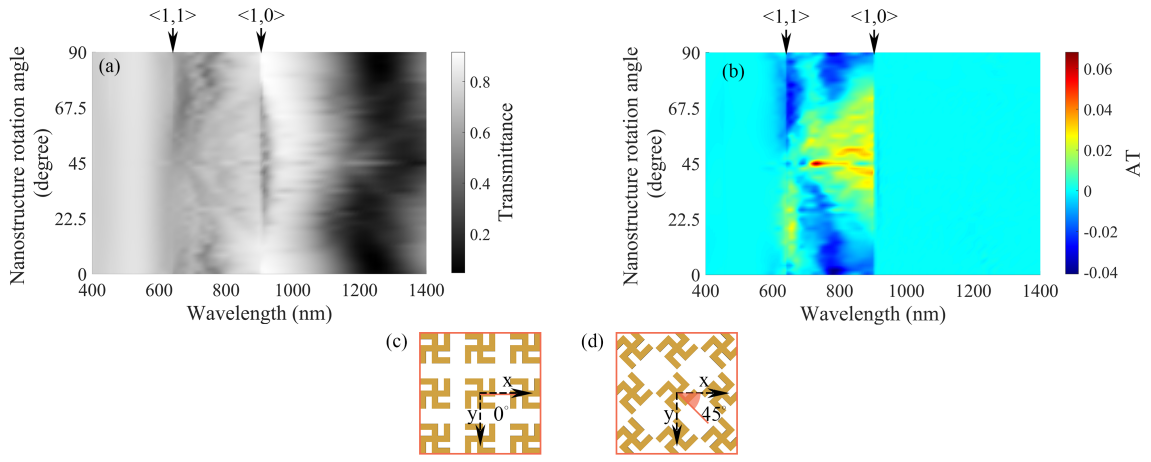 <1,1> <1,0>
(a)
Nanostructure rotation angle
(degree)
90
67.5
45
22.5
0
400 600 800 1000 1200 1400
Wavelength (nm)
0.8
0.6
0.4
0.2
Transmittance
<1,1> <1,0>
(b)
Nanostructure rotation angle
(degree)
90
67.5
45
22.5
0
400 600 800 1000 1200 1400
Wavelength (nm)
0.06
0.04
0.02
0
-0.02
-0.04
AT
(c)
x
y 0°
(d)
x
y 45°